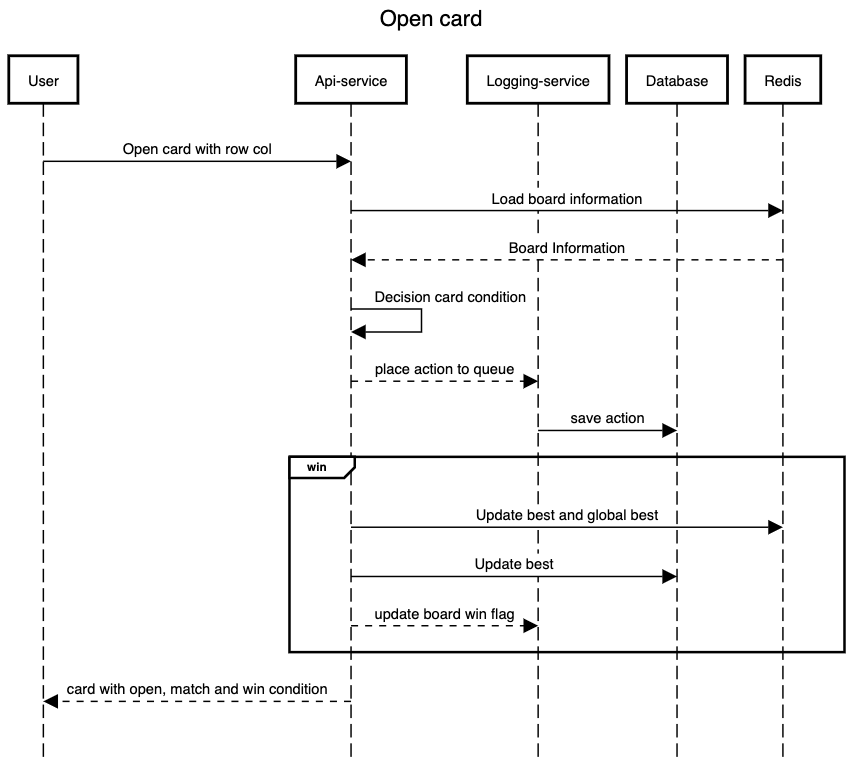 Open card
User
Api-service
Logging-service
Database
Redis
Open card with row col
Load board information
Board Information
Decision card condition
place action to queue
save action
win
Update best and global best
Update best
update board win flag
card with open, match and win condition